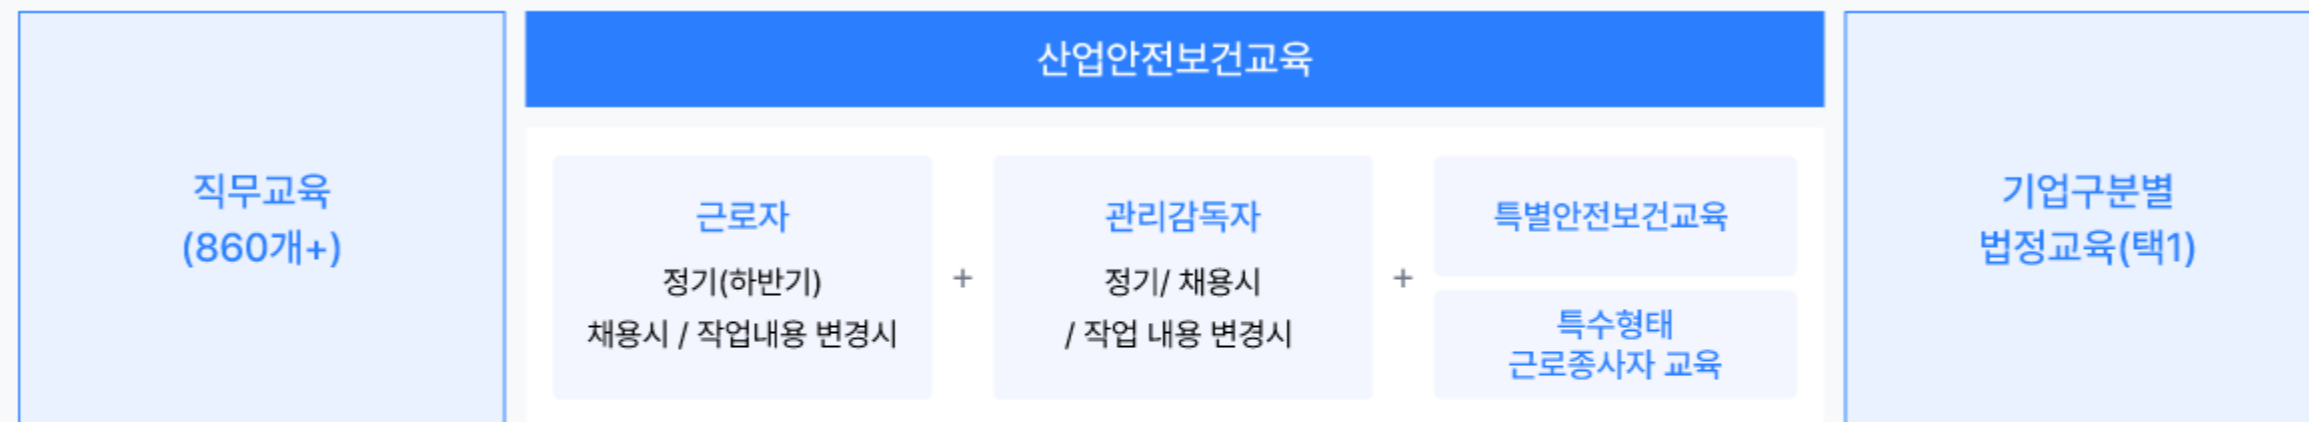 직무교육
(860개+)
산업안전보건교육
근로자
정기(하반기)
채용시 / 작업내용 변경시
+
관리감독자
정기/ 채용시
/ 작업 내용 변경시
+
특별안전보건교육
특수형태
근로종사자 교육
기업구분별
법정교육(택1)